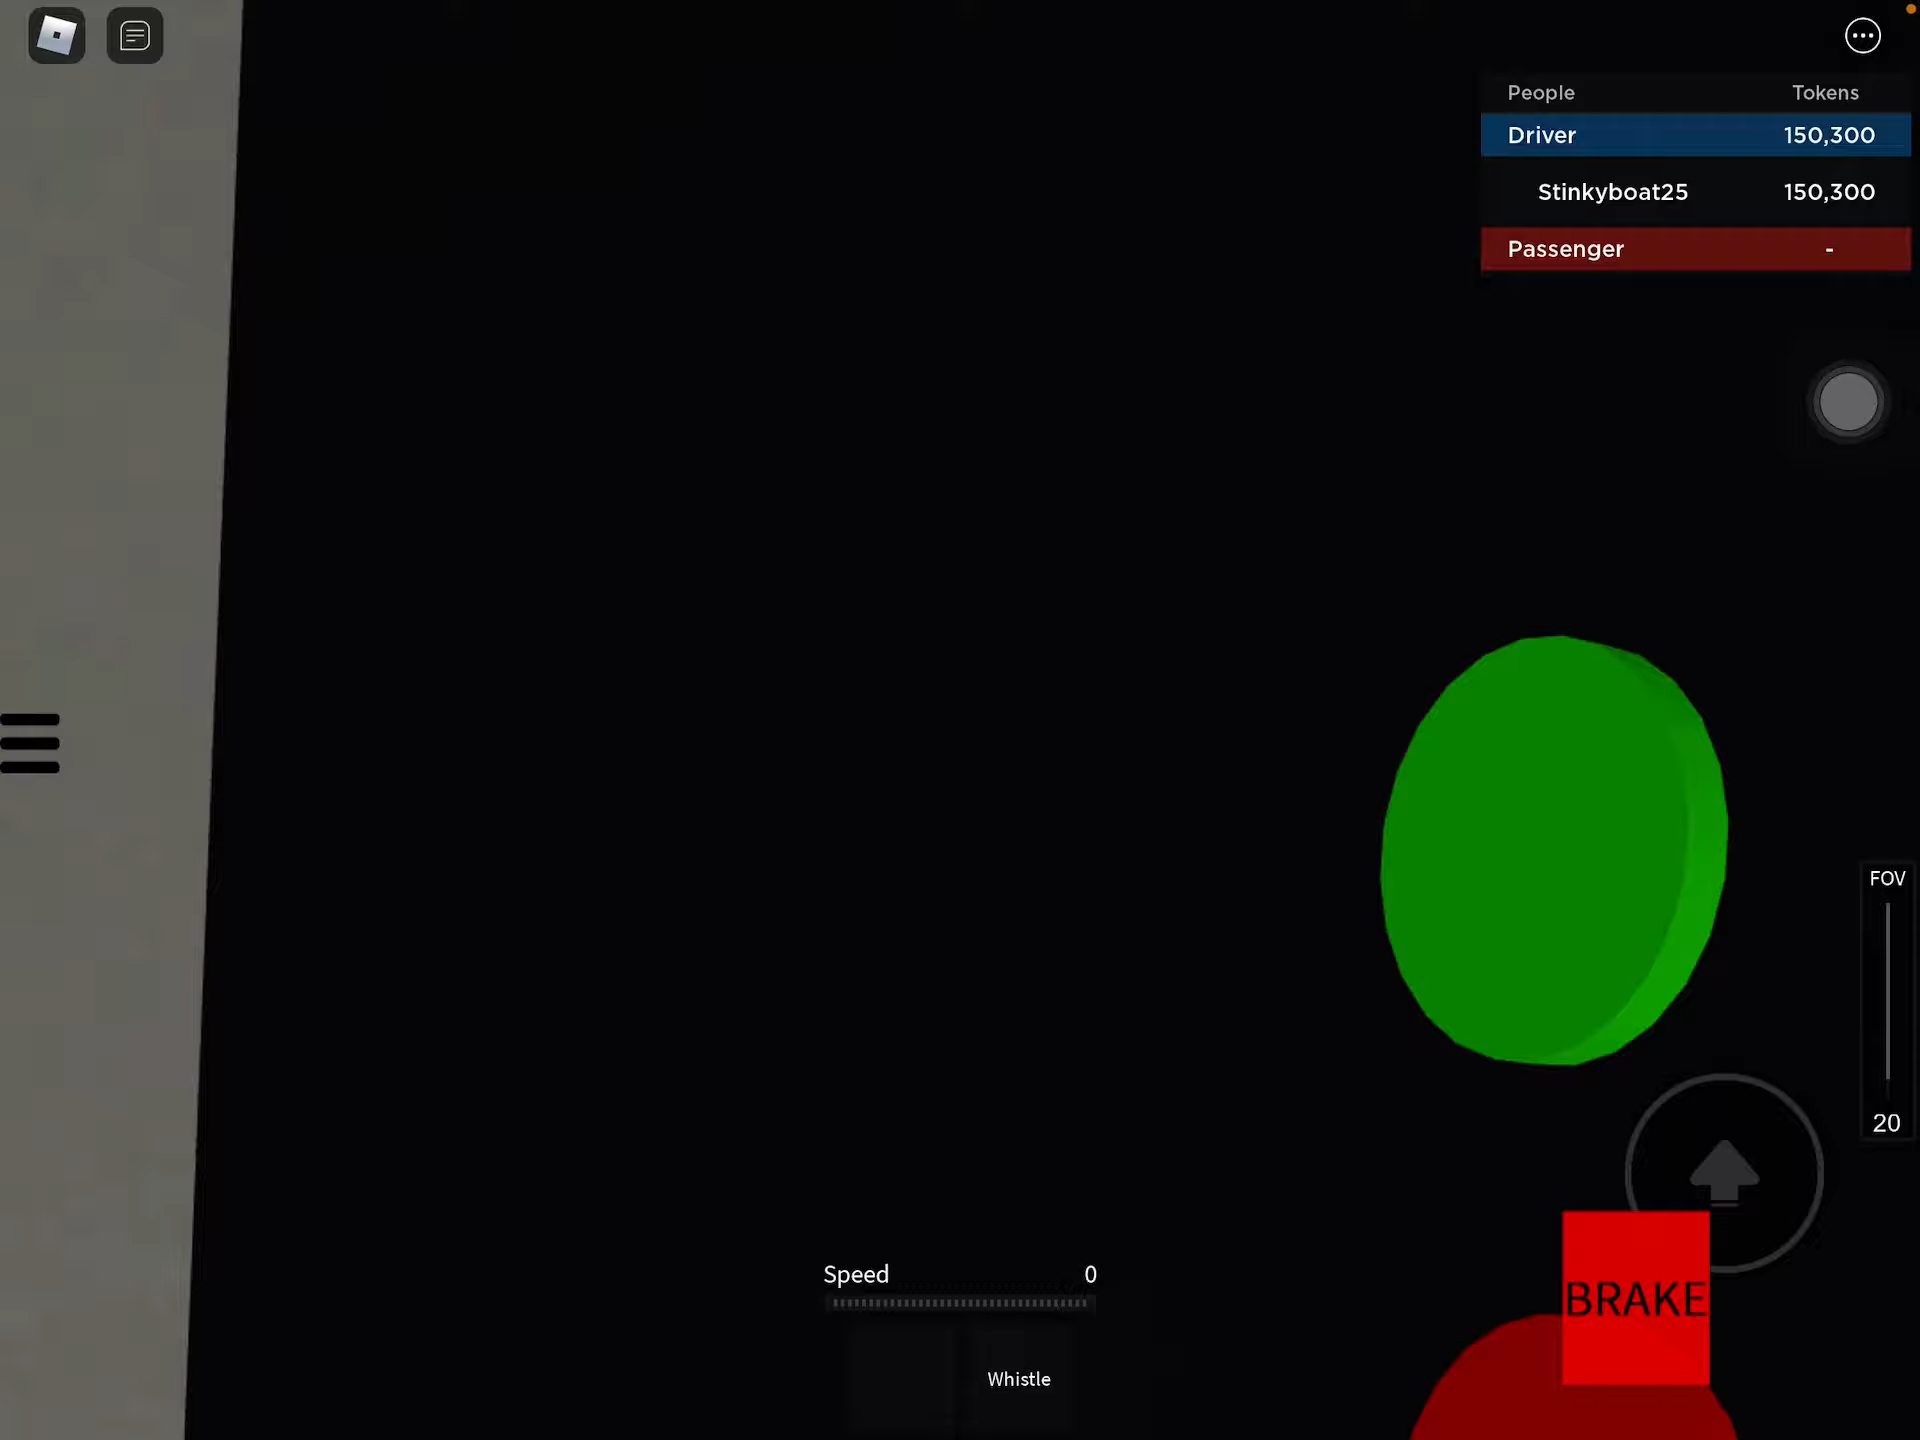 People Tokens
Driver 150,300
Stinkyboat25 150,300
Passenger -
FOV
20
Speed 0
BRAKE
Whistle